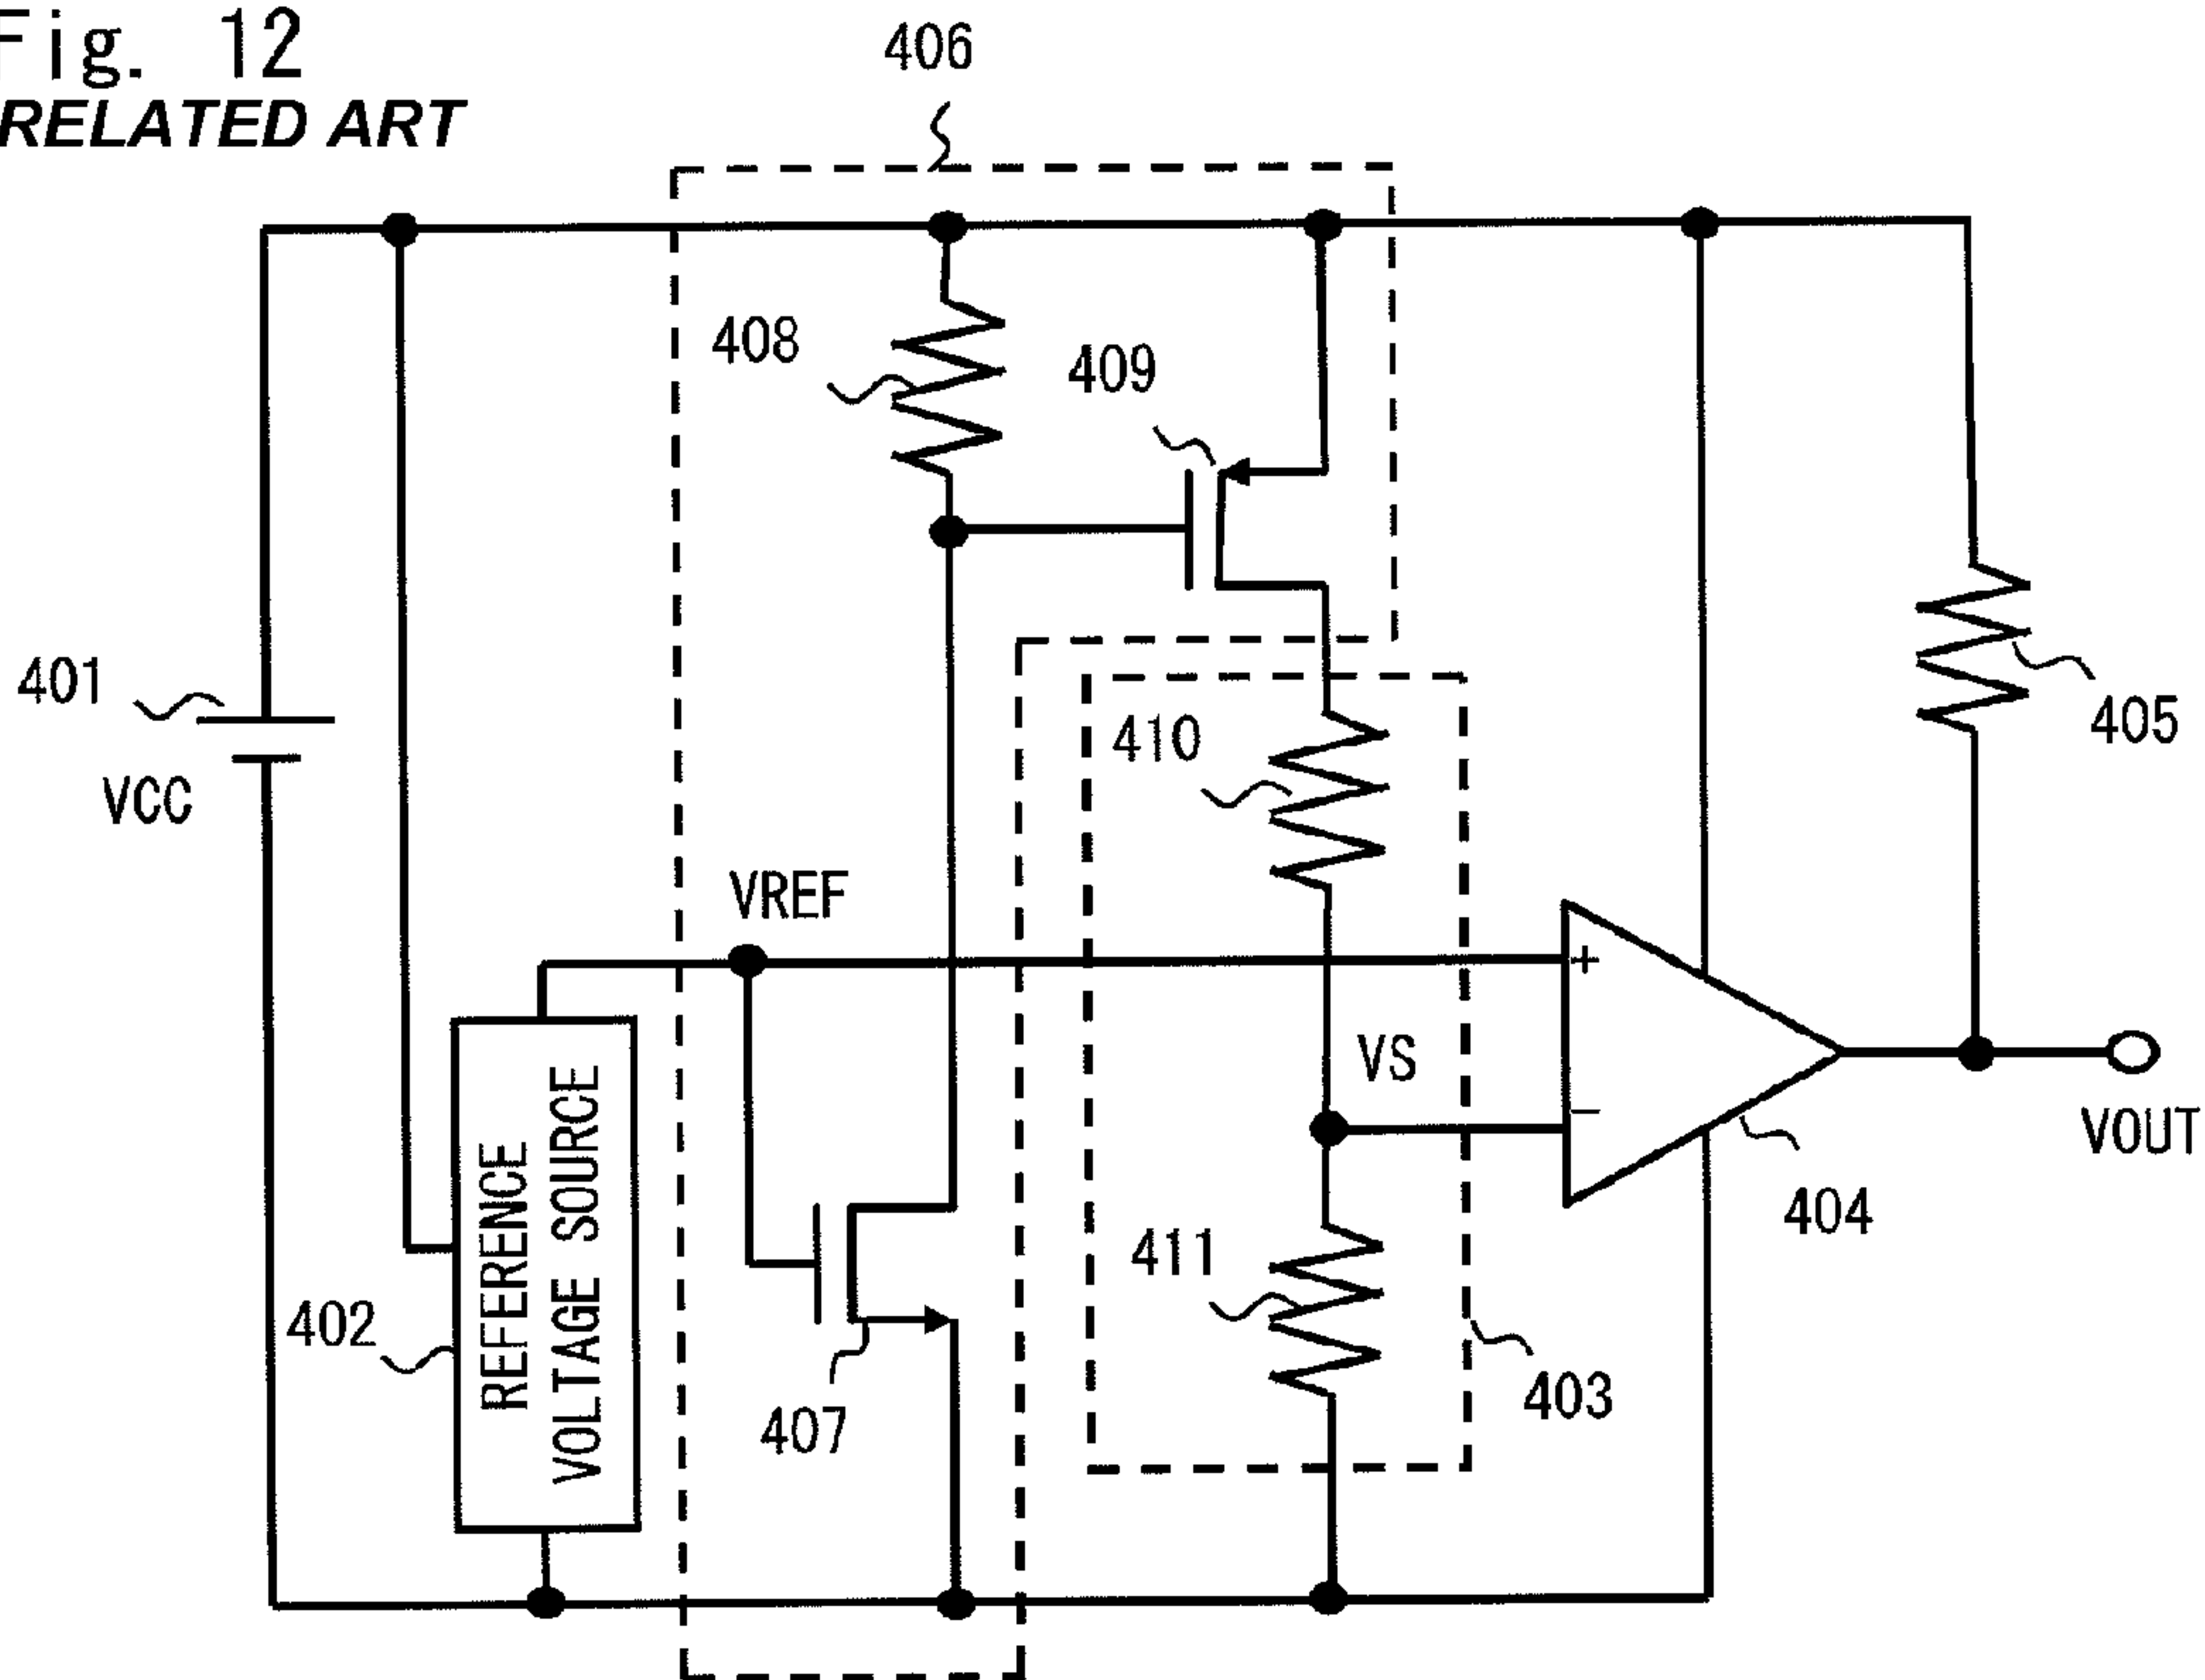 Fig. 12
RELATED ART
406
408
409
401
410
405
VCC
VREF
+
VS
−
VOUT
REFERENCE
VOLTAGE SOURCE
404
411
402
403
407